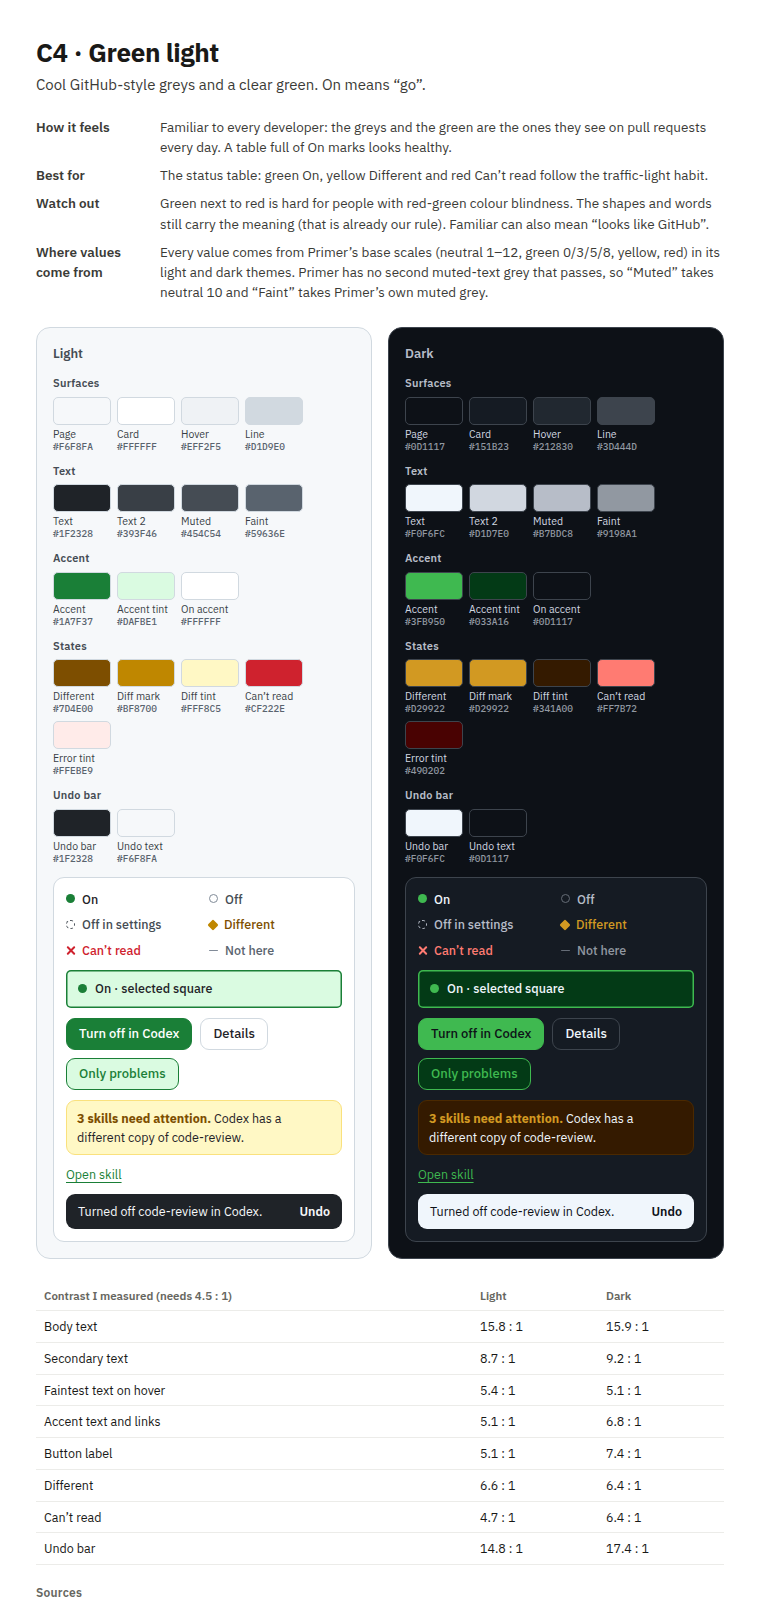 C4 · Green light
Cool GitHub-style greys and a clear green. On means “go”.
How it feels
Familiar to every developer: the greys and the green are the ones they see on pull requests
every day. A table full of On marks looks healthy.
Best for
The status table: green On, yellow Different and red Can’t read follow the traffic-light habit.
Watch out
Green next to red is hard for people with red-green colour blindness. The shapes and words
still carry the meaning (that is already our rule). Familiar can also mean “looks like GitHub”.
Where values
come from
Every value comes from Primer’s base scales (neutral 1–12, green 0/3/5/8, yellow, red) in its
light and dark themes. Primer has no second muted-text grey that passes, so “Muted” takes
neutral 10 and “Faint” takes Primer’s own muted grey.
Light
Surfaces
Page Card Hover Line
#F6F8FA #FFFFFF #EFF2F5 #D1D9E0
Text
Text Text 2 Muted Faint
#1F2328 #393F46 #454C54 #59636E
Accent
Accent Accent tint On accent
#1A7F37 #DAFBE1 #FFFFFF
States
Different Diff mark Diff tint Can’t read
#7D4E00 #BF8700 #FFF8C5 #CF222E
Error tint
#FFEBE9
Undo bar
Undo bar Undo text
#1F2328 #F6F8FA
On Off
Off in settings Different
Can’t read Not here
On · selected square
Turn off in Codex Details
Only problems
3 skills need attention. Codex has a
different copy of code-review.
Open skill
Turned off code-review in Codex. Undo
Dark
Surfaces
Page Card Hover Line
#0D1117 #151B23 #212830 #3D444D
Text
Text Text 2 Muted Faint
#F0F6FC #D1D7E0 #B7BDC8 #9198A1
Accent
Accent Accent tint On accent
#3FB950 #033A16 #0D1117
States
Different Diff mark Diff tint Can’t read
#D29922 #D29922 #341A00 #FF7B72
Error tint
#490202
Undo bar
Undo bar Undo text
#F0F6FC #0D1117
On Off
Off in settings Different
Can’t read Not here
On · selected square
Turn off in Codex Details
Only problems
3 skills need attention. Codex has a
different copy of code-review.
Open skill
Turned off code-review in Codex. Undo
Contrast I measured (needs 4.5 : 1) Light Dark
Body text 15.8 : 1 15.9 : 1
Secondary text 8.7 : 1 9.2 : 1
Faintest text on hover 5.4 : 1 5.1 : 1
Accent text and links 5.1 : 1 6.8 : 1
Button label 5.1 : 1 7.4 : 1
Different 6.6 : 1 6.4 : 1
Can’t read 4.7 : 1 6.4 : 1
Undo bar 14.8 : 1 17.4 : 1
Sources